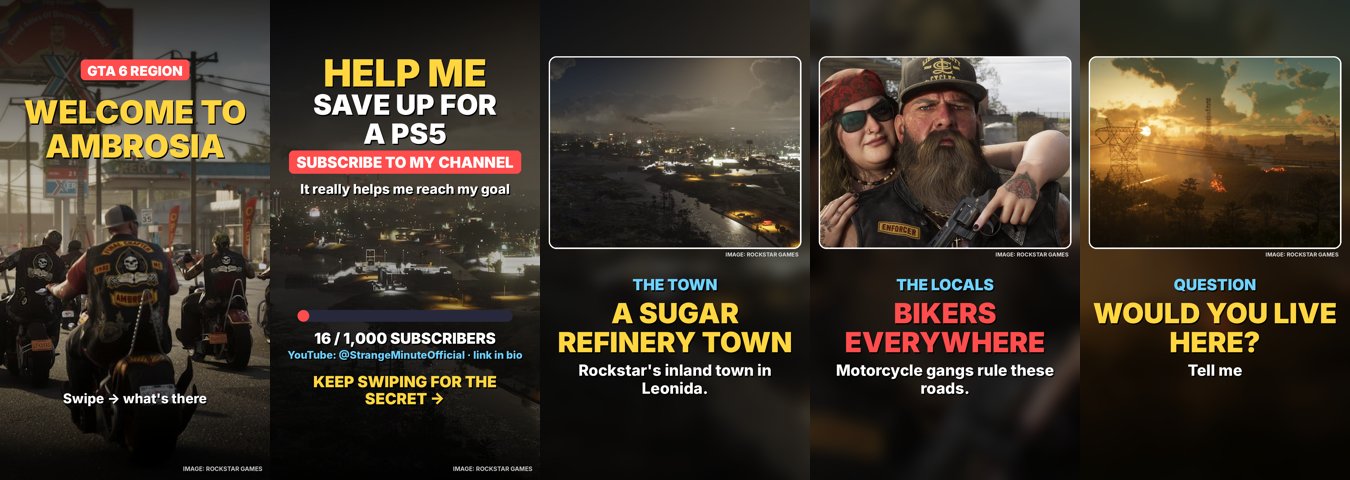 GTA 6 REGION
WELCOME TO
AMBROSIA
Swipe → what's there
IMAGE: ROCKSTAR GAMES
HELP ME
SAVE UP FOR
A PS5
SUBSCRIBE TO MY CHANNEL
It really helps me reach my goal
16 / 1,000 SUBSCRIBERS
YouTube: @StrangeMinuteOfficial · link in bio
KEEP SWIPING FOR THE
SECRET →
IMAGE: ROCKSTAR GAMES
IMAGE: ROCKSTAR GAMES
THE TOWN
A SUGAR
REFINERY TOWN
Rockstar's inland town in
Leonida.
ENFORCER
IMAGE: ROCKSTAR GAMES
THE LOCALS
BIKERS
EVERYWHERE
Motorcycle gangs rule these
roads.
IMAGE: ROCKSTAR GAMES
QUESTION
WOULD YOU LIVE
HERE?
Tell me